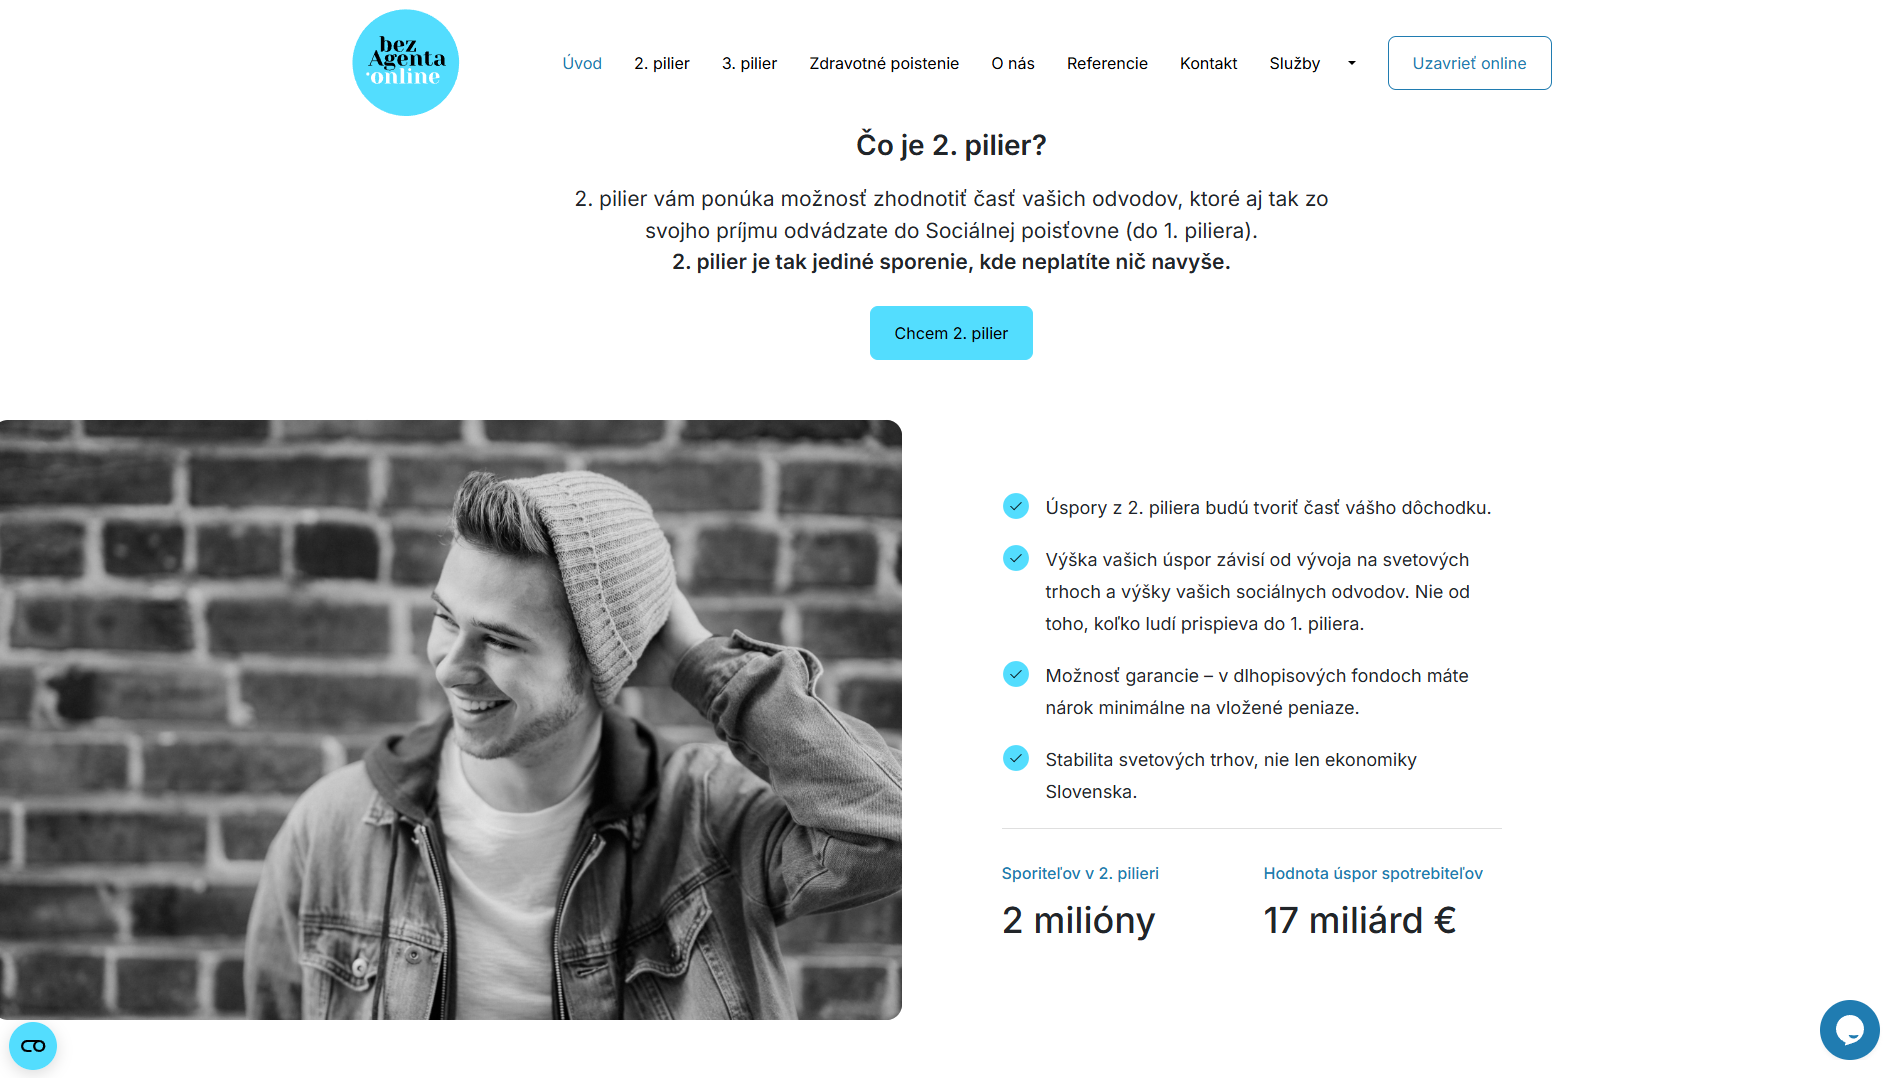 bez
Agenta
online
Úvod
2. pilier
3. pilier
Zdravotné poistenie
O nás
Referencie
Kontakt
Služby
Uzavrieť online
Čo je 2. pilier?
2. pilier vám ponúka možnosť zhodnotiť časť vašich odvodov, ktoré aj tak zo
svojho príjmu odvádzate do Sociálnej poisťovne (do 1. piliera).
2. pilier je tak jediné sporenie, kde neplatíte nič navyše.
Chcem 2. pilier
Úspory z 2. piliera budú tvoriť časť vášho dôchodku.
Výška vašich úspor závisí od vývoja na svetových
trhoch a výšky vašich sociálnych odvodov. Nie od
toho, koľko ludí prispieva do 1. piliera.
Možnosť garancie – v dlhopisových fondoch máte
nárok minimálne na vložené peniaze.
Stabilita svetových trhov, nie len ekonomiky
Slovenska.
Sporiteľov v 2. pilieri
2 milióny
Hodnota úspor spotrebiteľov
17 miliárd €